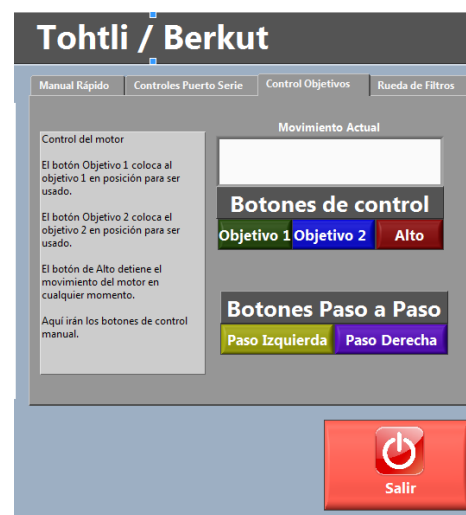 Tohtli / Berkut
Manual Rápido
Controles Puerto Serie
Control Objetivos
Rueda de Filtros
Control del motor
El botón Objetivo 1 coloca al
objetivo 1 en posición para ser
usado.
El botón Objetivo 2 coloca el
objetivo 2 en posición para ser
usado.
El botón de Alto detiene el
movimiento del motor en
cualquier momento.
Aquí irán los botones de control
manual.
Movimiento Actual
Botones de control
Objetivo 1
Objetivo 2
Alto
Botones Paso a Paso
Paso Izquierda
Paso Derecha
Salir